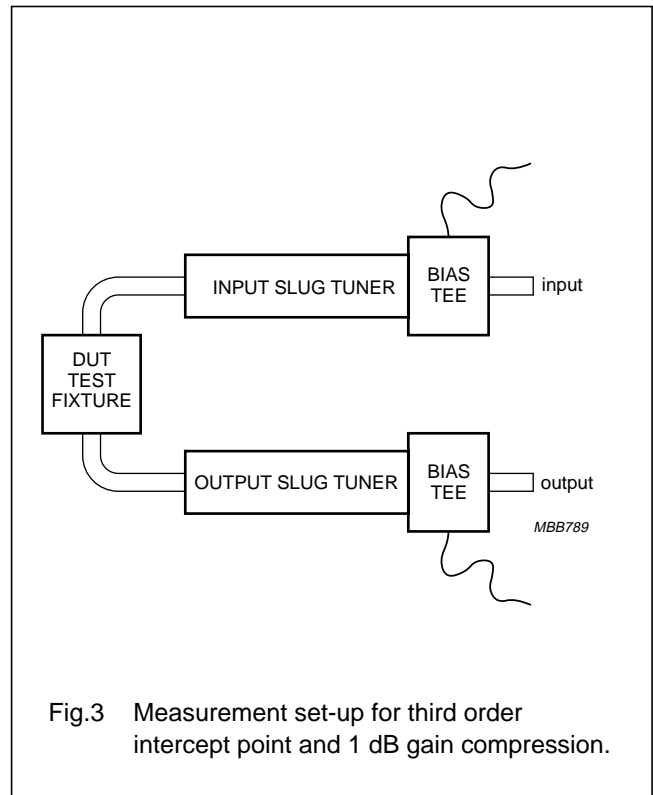 BIAS
TEE
INPUT SLUG TUNER
input
DUT
TEST
FIXTURE
BIAS
TEE
OUTPUT SLUG TUNER
output
MBB789
Fig.3 Measurement set-up for third order
intercept point and 1 dB gain compression.